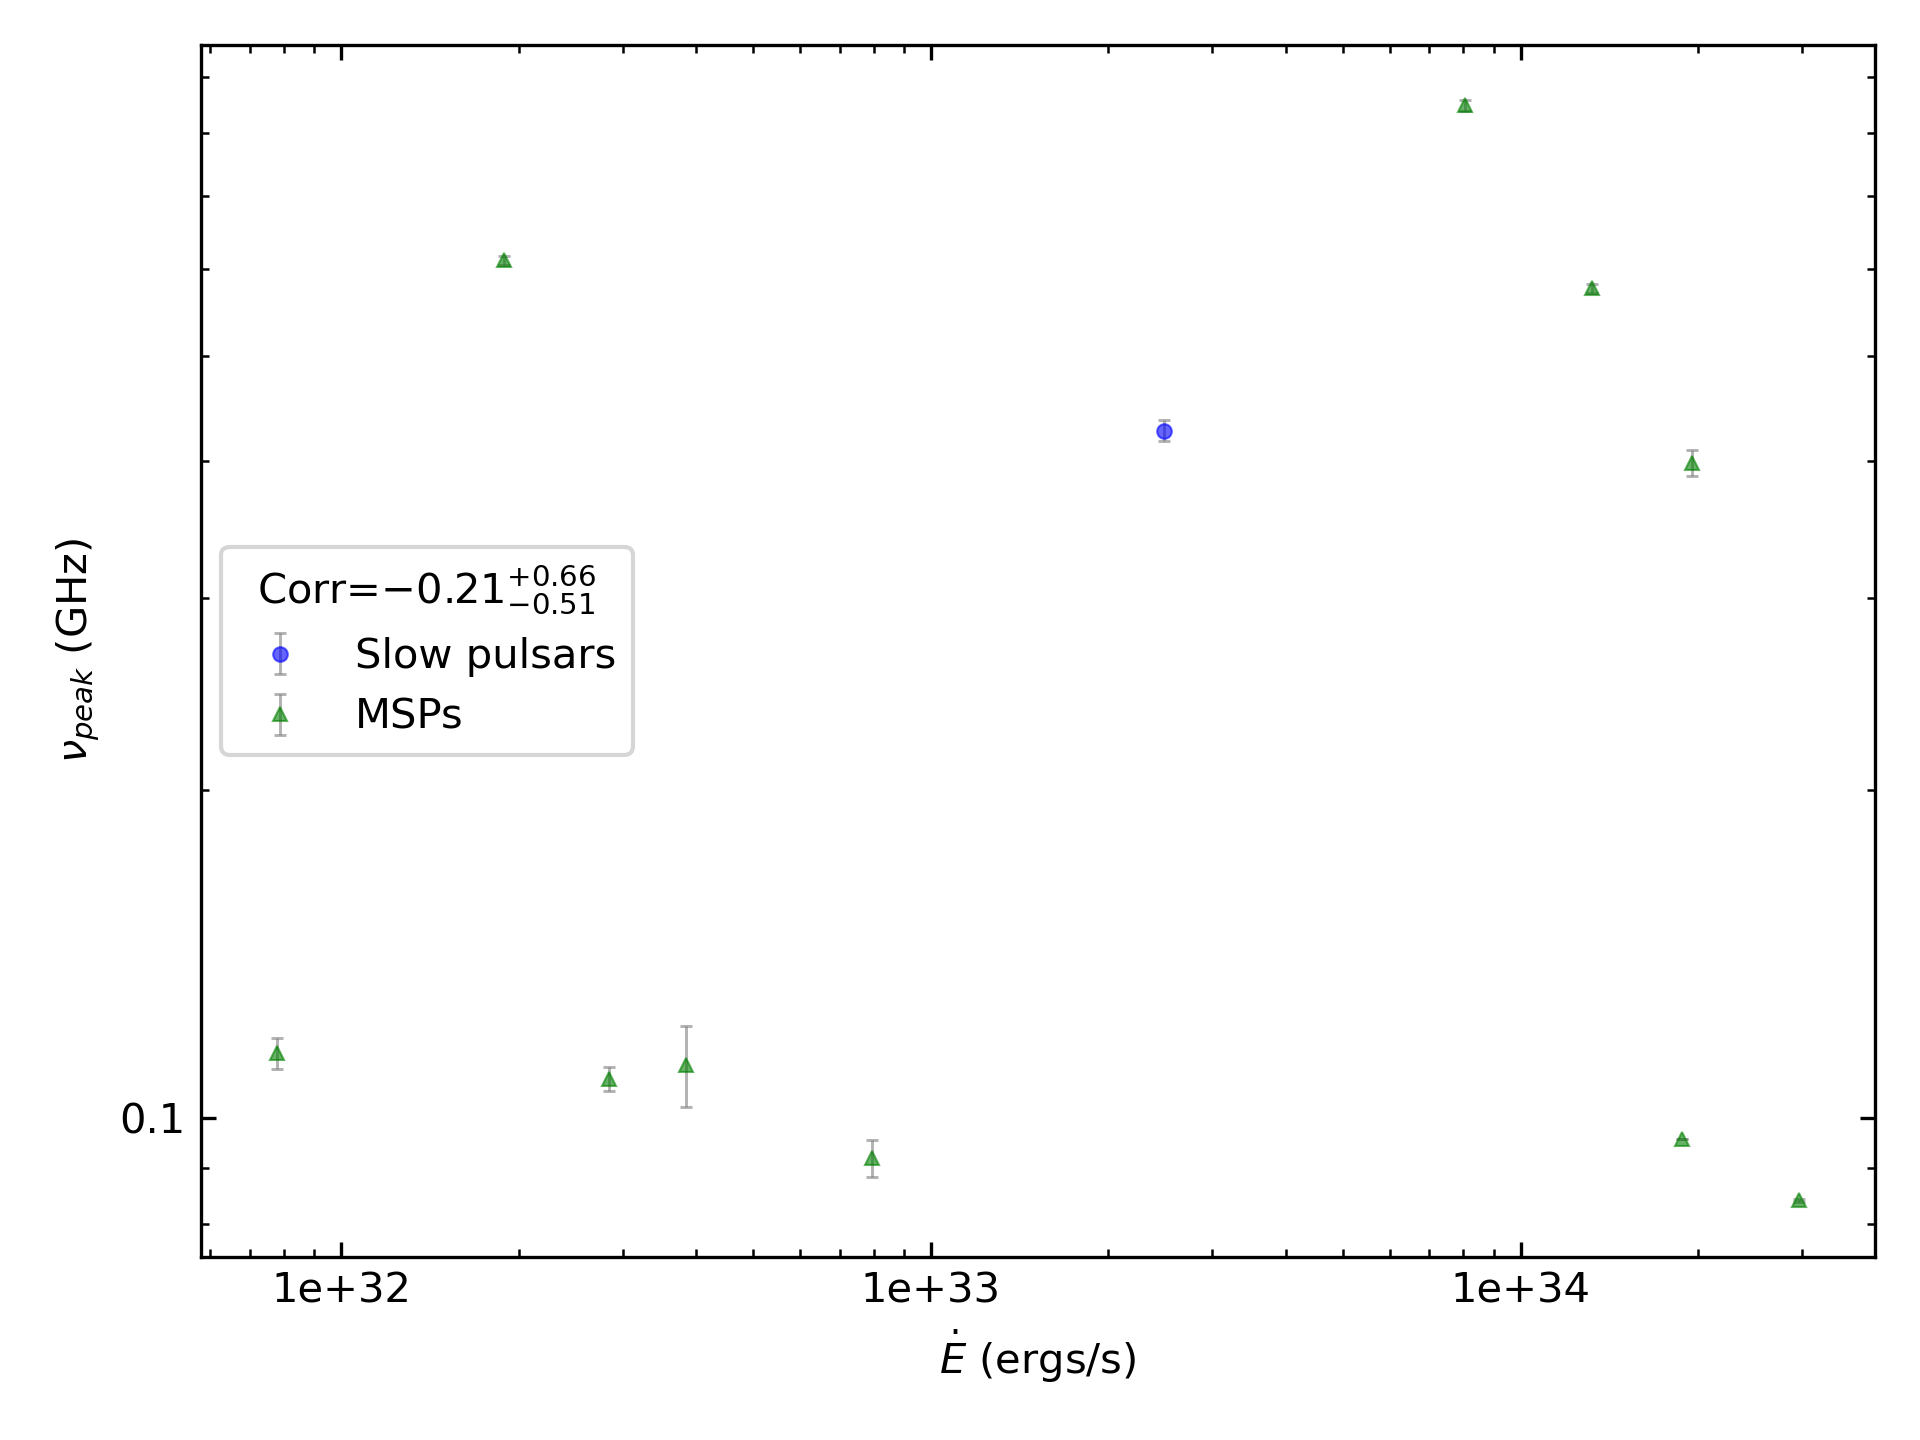 ν_peak (GHz)
Corr=−0.21^{+0.66}_{−0.51}
Slow pulsars
MSPs
0.1
1e+32 1e+33 1e+34
Ė (ergs/s)